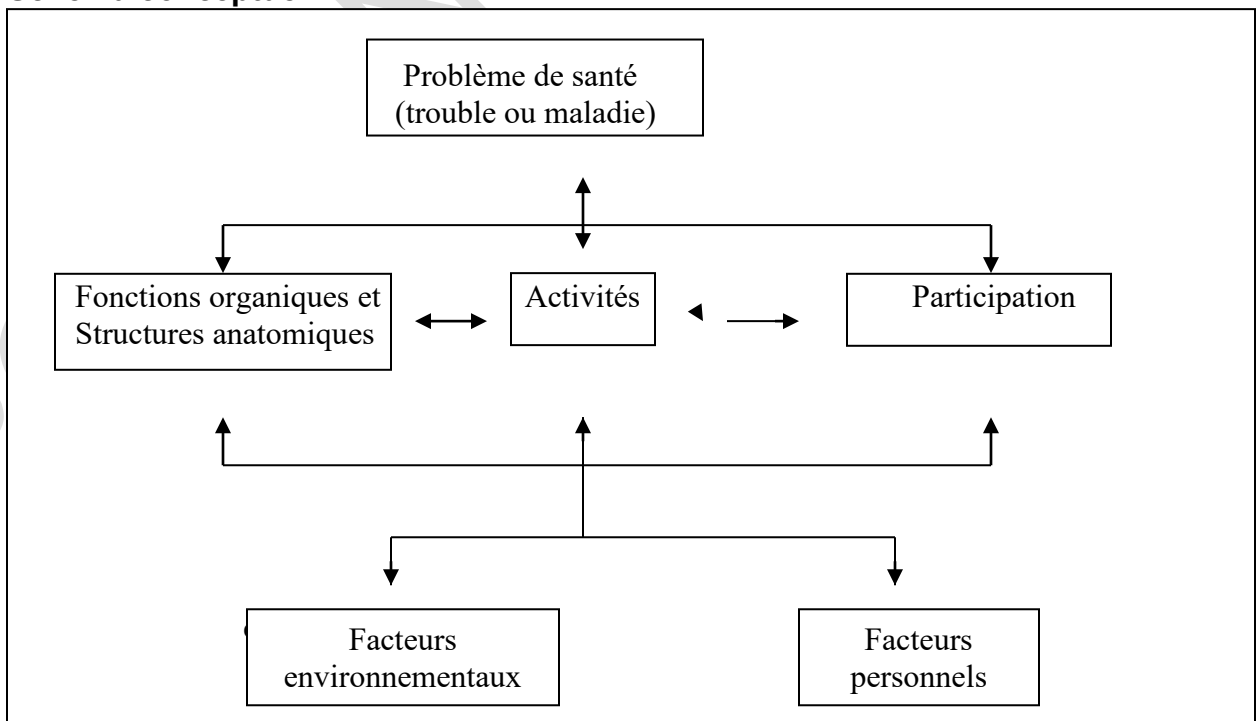 Problème de santé
(trouble ou maladie)
Fonctions organiques et
Structures anatomiques
Activités
Participation
Facteurs
environnementaux
Facteurs
personnels